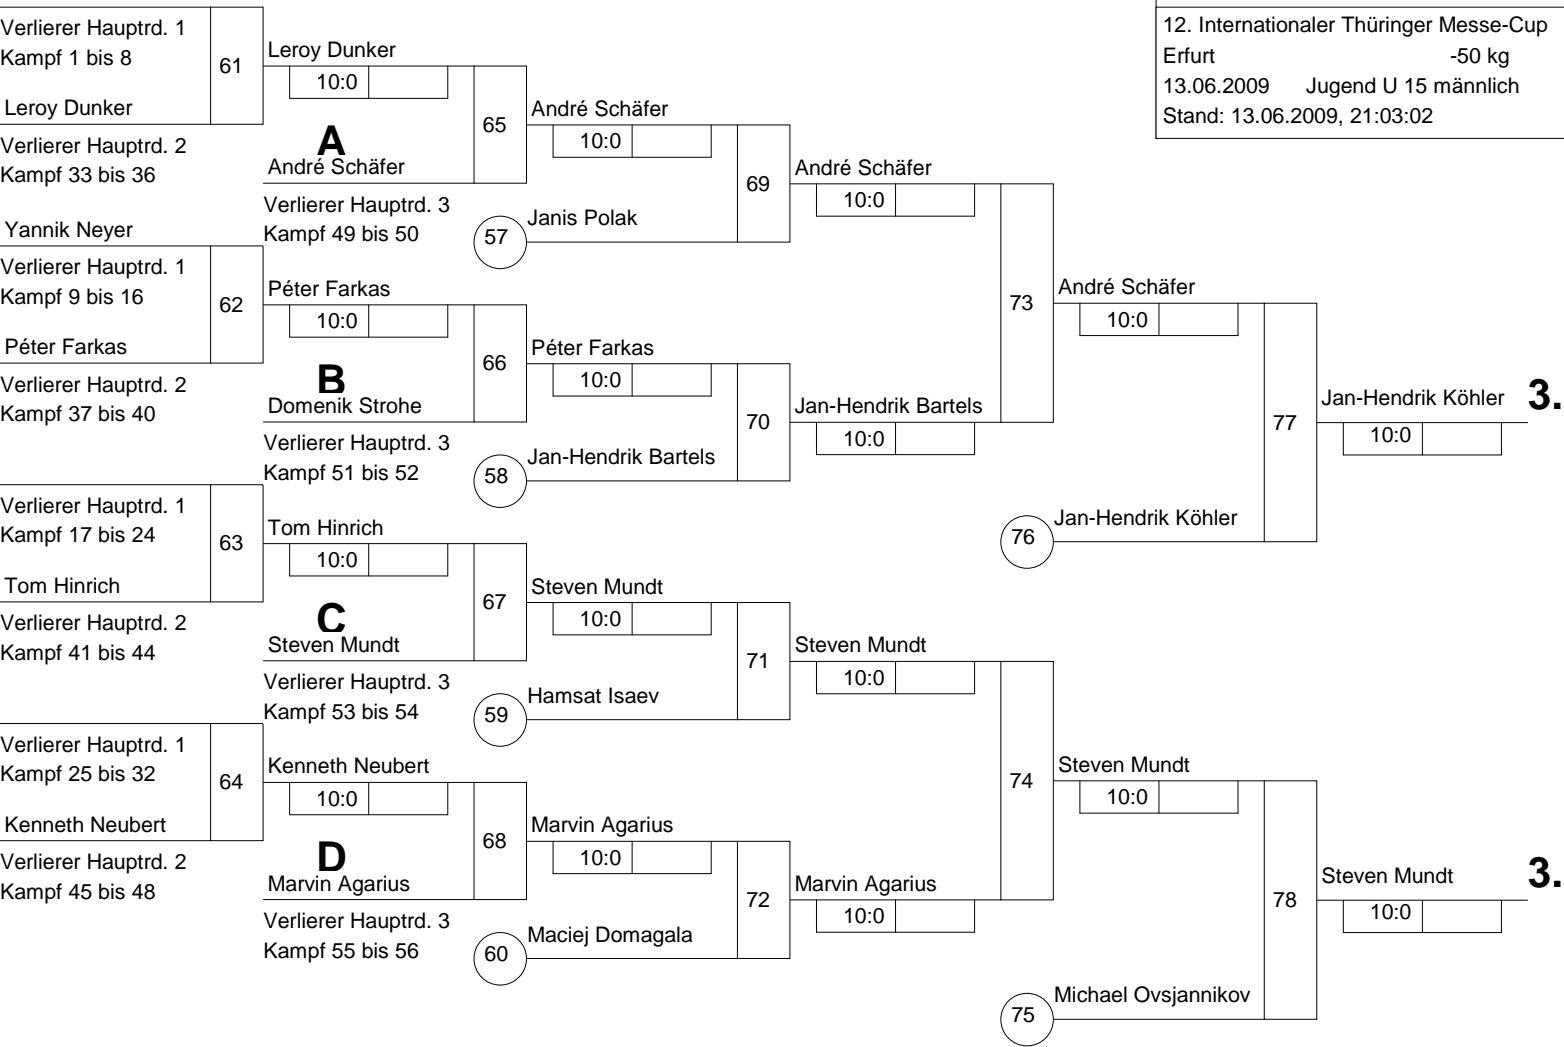 12. Internationaler Thüringer Messe-Cup
Erfurt -50 kg
13.06.2009 Jugend U 15 männlich
Stand: 13.06.2009, 21:03:02
Verlierer Hauptrd. 1
Kampf 1 bis 8
61
Leroy Dunker
Verlierer Hauptrd. 2
Kampf 33 bis 36
Yannik Neyer
Verlierer Hauptrd. 1
Kampf 9 bis 16
62
Péter Farkas
Verlierer Hauptrd. 2
Kampf 37 bis 40
Verlierer Hauptrd. 1
Kampf 17 bis 24
63
Tom Hinrich
Verlierer Hauptrd. 2
Kampf 41 bis 44
Verlierer Hauptrd. 1
Kampf 25 bis 32
64
Kenneth Neubert
Verlierer Hauptrd. 2
Kampf 45 bis 48
Leroy Dunker
10:0
65
A
André Schäfer
Verlierer Hauptrd. 3
Kampf 49 bis 50
Péter Farkas
10:0
66
B
Domenik Strohe
Verlierer Hauptrd. 3
Kampf 51 bis 52
Tom Hinrich
10:0
67
C
Steven Mundt
Verlierer Hauptrd. 3
Kampf 53 bis 54
Kenneth Neubert
10:0
68
D
Marvin Agarius
Verlierer Hauptrd. 3
Kampf 55 bis 56
André Schäfer
10:0
69
57 Janis Polak
Péter Farkas
10:0
70
58 Jan-Hendrik Bartels
Steven Mundt
10:0
71
59 Hamsat Isaev
Marvin Agarius
10:0
72
60 Maciej Domagala
André Schäfer
10:0
73
Jan-Hendrik Bartels
10:0
Steven Mundt
10:0
74
Marvin Agarius
10:0
André Schäfer
10:0
77
76 Jan-Hendrik Köhler
Steven Mundt
10:0
78
75 Michael Ovsjannikov
Jan-Hendrik Köhler 3.
10:0
Steven Mundt 3.
10:0